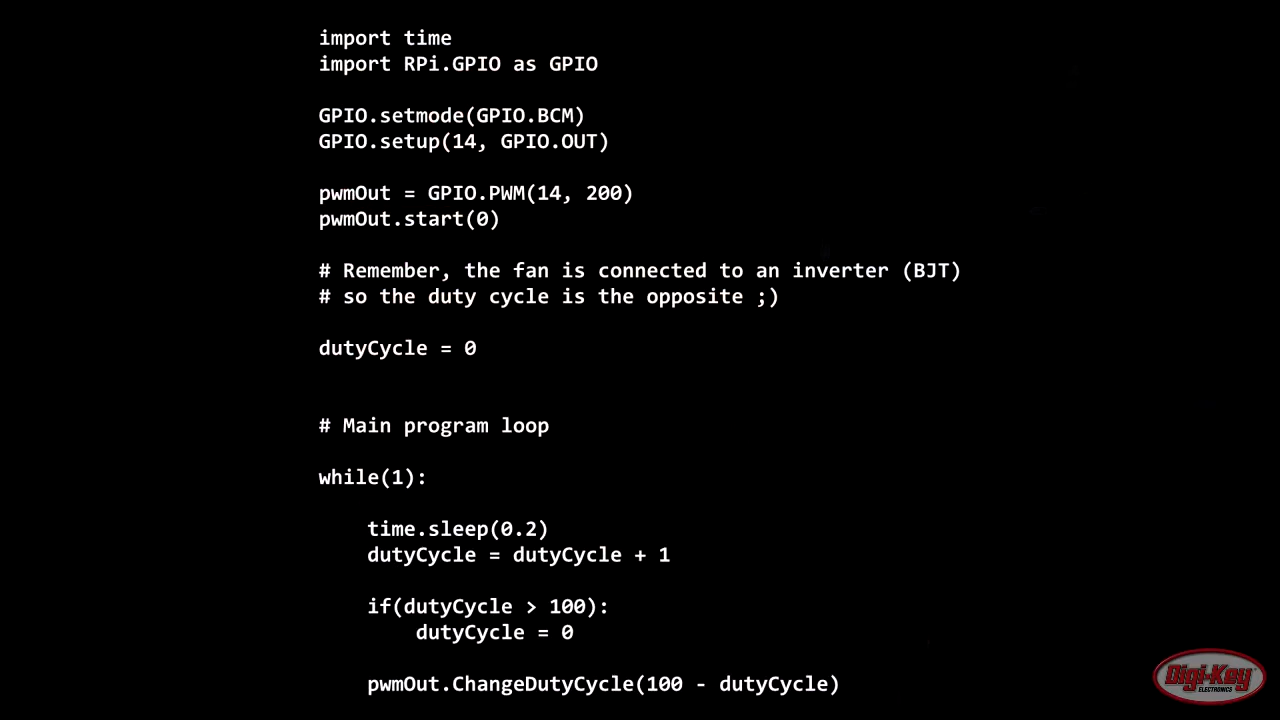 import time
import RPi.GPIO as GPIO
GPIO.setmode(GPIO.BCM)
GPIO.setup(14, GPIO.OUT)
pwmOut = GPIO.PWM(14, 200)
pwmOut.start(0)
# Remember, the fan is connected to an inverter (BJT)
# so the duty cycle is the opposite ;)
dutyCycle = 0
# Main program loop
while(1):
    time.sleep(0.2)
    dutyCycle = dutyCycle + 1
    if(dutyCycle > 100):
        dutyCycle = 0
    pwmOut.ChangeDutyCycle(100 - dutyCycle)
Digi-Key
ELECTRONICS